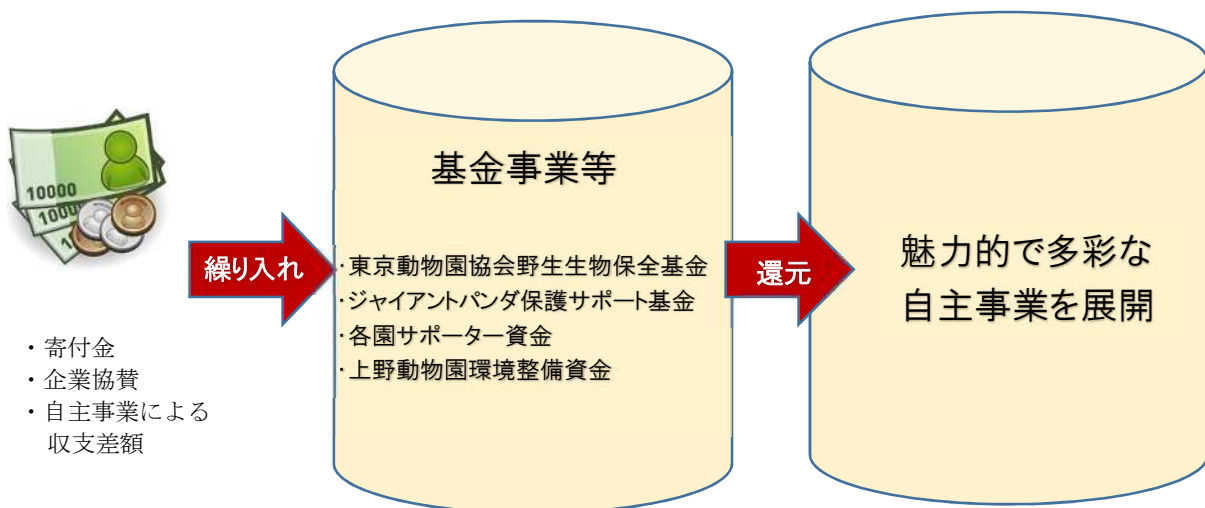 10000
1000
1
・寄付金
・企業協賛
・自主事業による
収支差額
繰り入れ
基金事業等
・東京動物園協会野生生物保全基金
・ジャイアントパンダ保護サポート基金
・各園サポーター資金
・上野動物園環境整備資金
還元
魅力的で多彩な
自主事業を展開